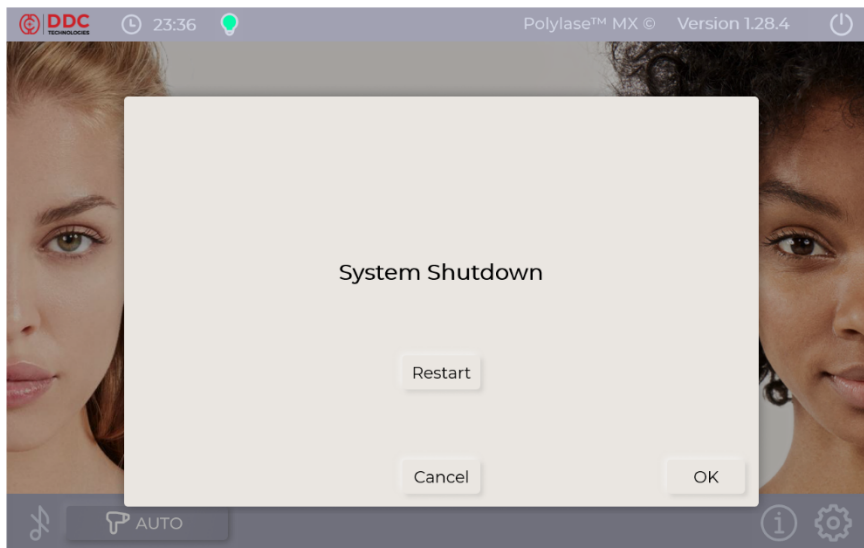 DDC
TECHNOLOGIES
23:36
Polylase™ MX © Version 1.28.4
System Shutdown
Restart
Cancel
OK
AUTO
i